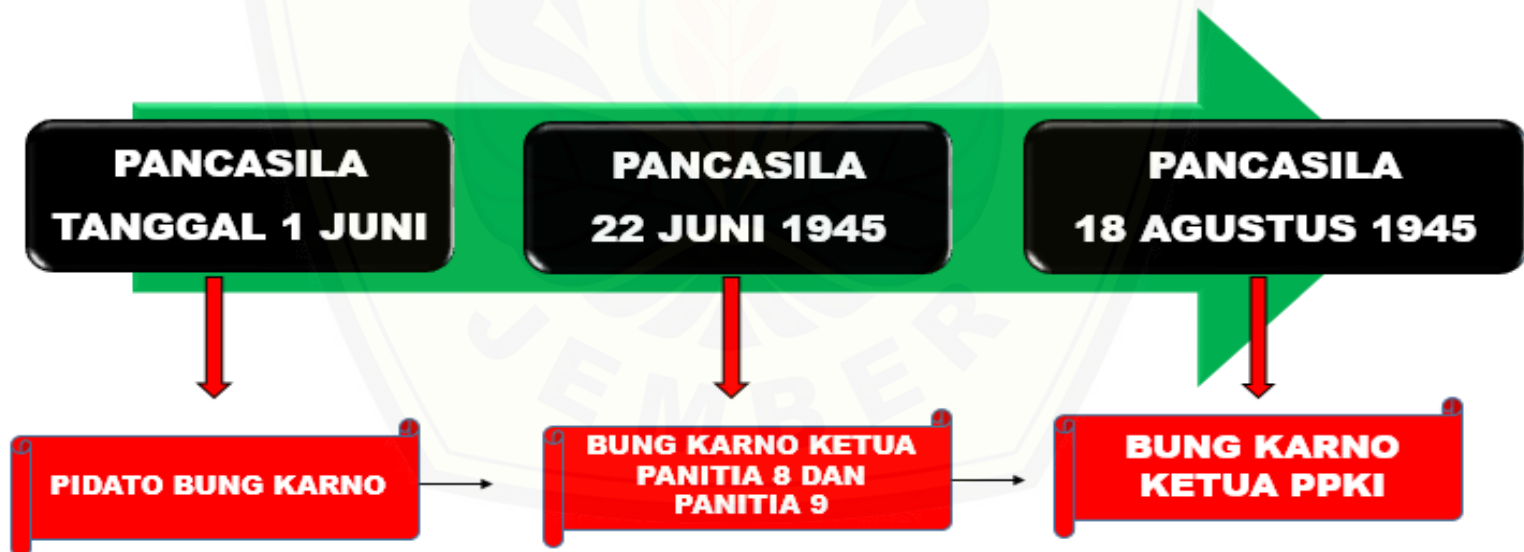 PANCASILA
TANGGAL 1 JUNI
PANCASILA
22 JUNI 1945
PANCASILA
18 AGUSTUS 1945
PIDATO BUNG KARNO
BUNG KARNO KETUA
PANITIA 8 DAN
PANITIA 9
BUNG KARNO
KETUA PPKI
JEMBER